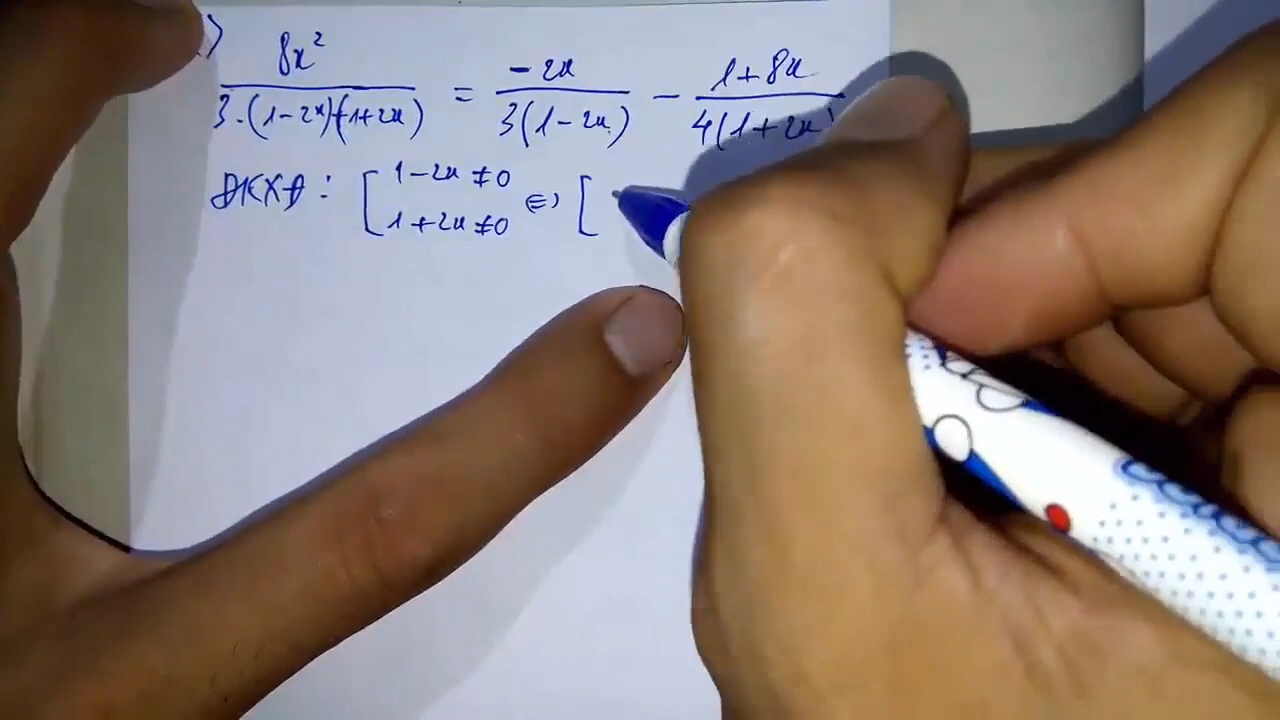 ) 8x² / 3.(1-2x)(1+2x) = -2x / 3(1-2x) - 1+8x / 4(1+2x)
ĐKXĐ: [ 1-2x ≠0 ⇔ [
1+2x ≠0